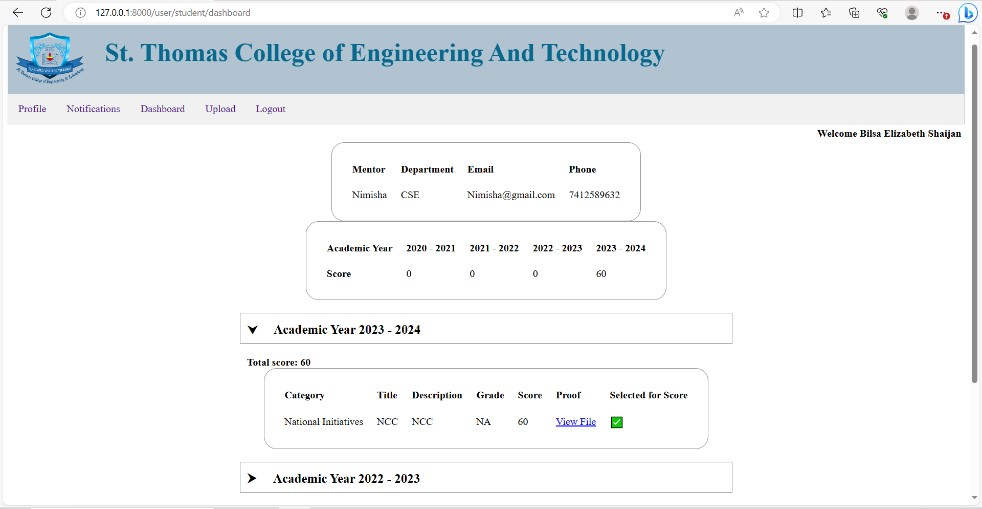 127.0.0.1:8000/user/student/dashboard
St. Thomas College of Engineering And Technology
Profile Notifications Dashboard Upload Logout
Welcome Bilsa Elizabeth Shaijan
Mentor Department Email Phone
Nimisha CSE Nimisha@gmail.com 7412589632
Academic Year 2020 - 2021 2021 - 2022 2022 - 2023 2023 - 2024
Score 0 0 0 60
Academic Year 2023 - 2024
Total score: 60
Category Title Description Grade Score Proof Selected for Score
National Initiatives NCC NCC NA 60 View File
Academic Year 2022 - 2023